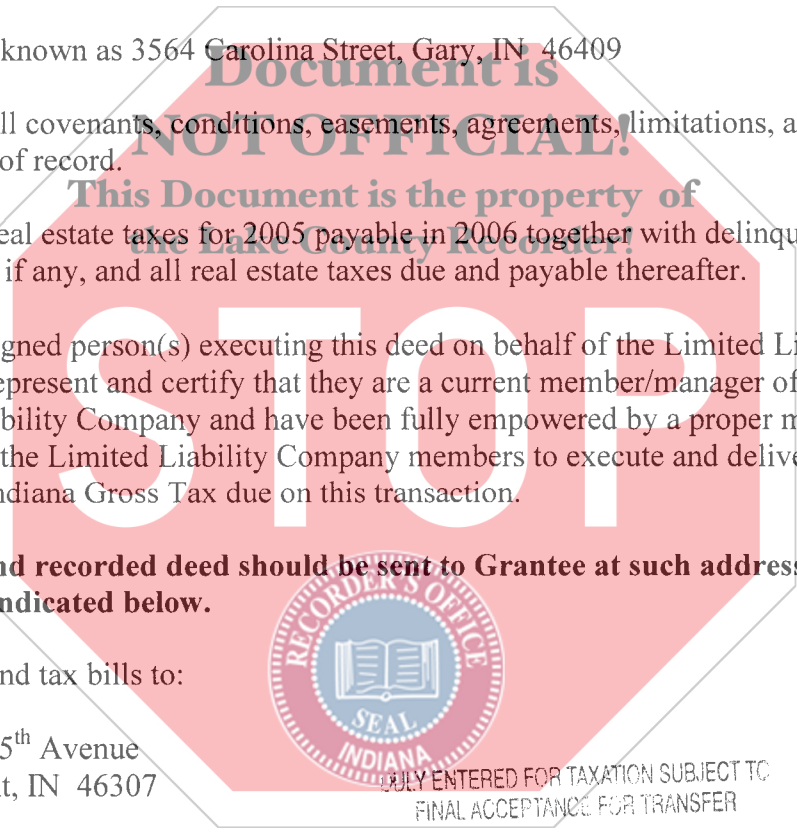 known as 3564 Carolina Street, Gary, IN 46409
Document is
ll covenants, conditions, easements, agreements, limitations, a
NOT OFFICIAL!
of record.
This Document is the property of
eal estate taxes for 2005 payable in 2006 together with delinqu
the Lake County Recorder!
if any, and all real estate taxes due and payable thereafter.
STOP
gned person(s) executing this deed on behalf of the Limited Li
epresent and certify that they are a current member/manager of
bility Company and have been fully empowered by a proper m
the Limited Liability Company members to execute and delive
ndiana Gross Tax due on this transaction.
nd recorded deed should be sent to Grantee at such address
ndicated below.
RECORDER'S OFFICE
SEAL
INDIANA
nd tax bills to:
5th Avenue
t, IN 46307
DULY ENTERED FOR TAXATION SUBJECT TO
FINAL ACCEPTANCE FOR TRANSFER